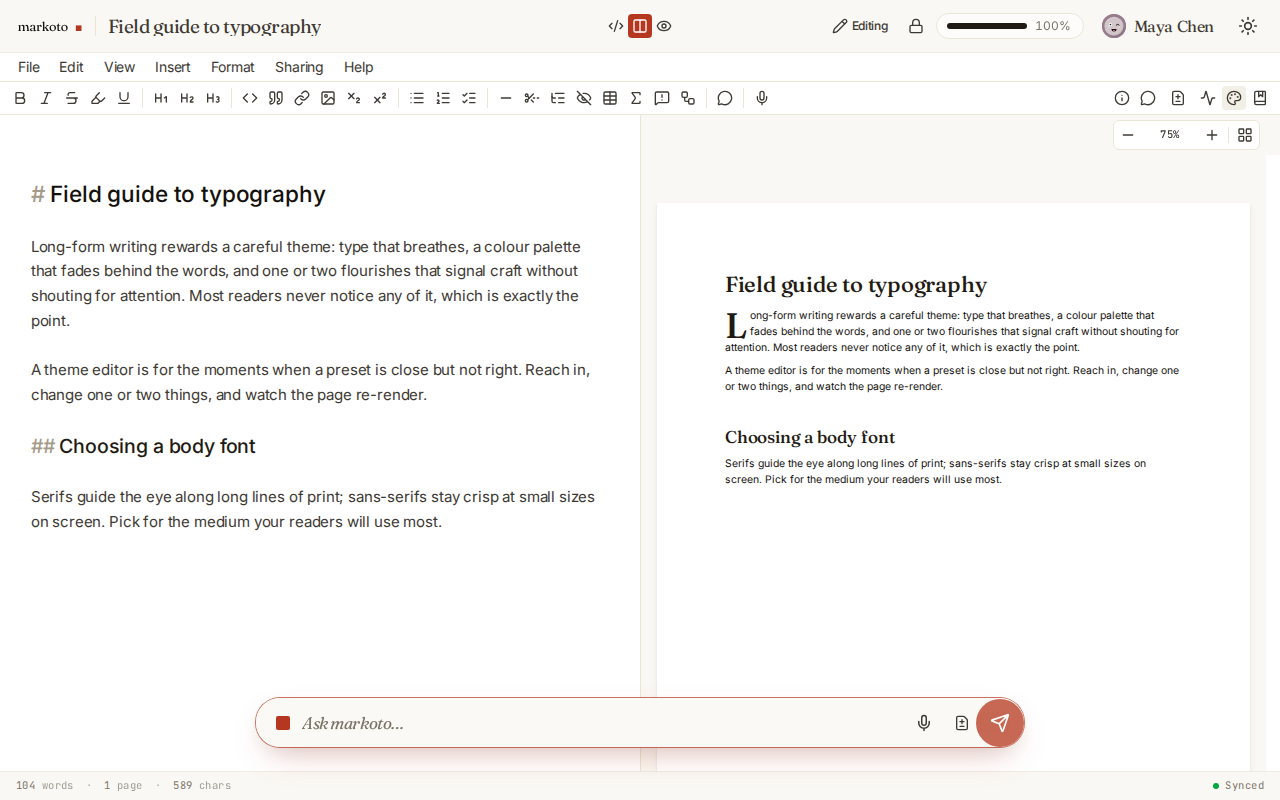 markoto
Field guide to typography
Editing
100%
Maya Chen
File Edit View Insert Format Sharing Help
H1 H2 H3
75%
# Field guide to typography
Long-form writing rewards a careful theme: type that breathes, a colour palette
that fades behind the words, and one or two flourishes that signal craft without
shouting for attention. Most readers never notice any of it, which is exactly the
point.
A theme editor is for the moments when a preset is close but not right. Reach in,
change one or two things, and watch the page re-render.
## Choosing a body font
Serifs guide the eye along long lines of print; sans-serifs stay crisp at small sizes
on screen. Pick for the medium your readers will use most.
Field guide to typography
Long-form writing rewards a careful theme: type that breathes, a colour palette that
fades behind the words, and one or two flourishes that signal craft without shouting for
attention. Most readers never notice any of it, which is exactly the point.
A theme editor is for the moments when a preset is close but not right. Reach in, change one
or two things, and watch the page re-render.
Choosing a body font
Serifs guide the eye along long lines of print; sans-serifs stay crisp at small sizes on
screen. Pick for the medium your readers will use most.
Ask markoto...
104 words · 1 page · 589 chars
Synced